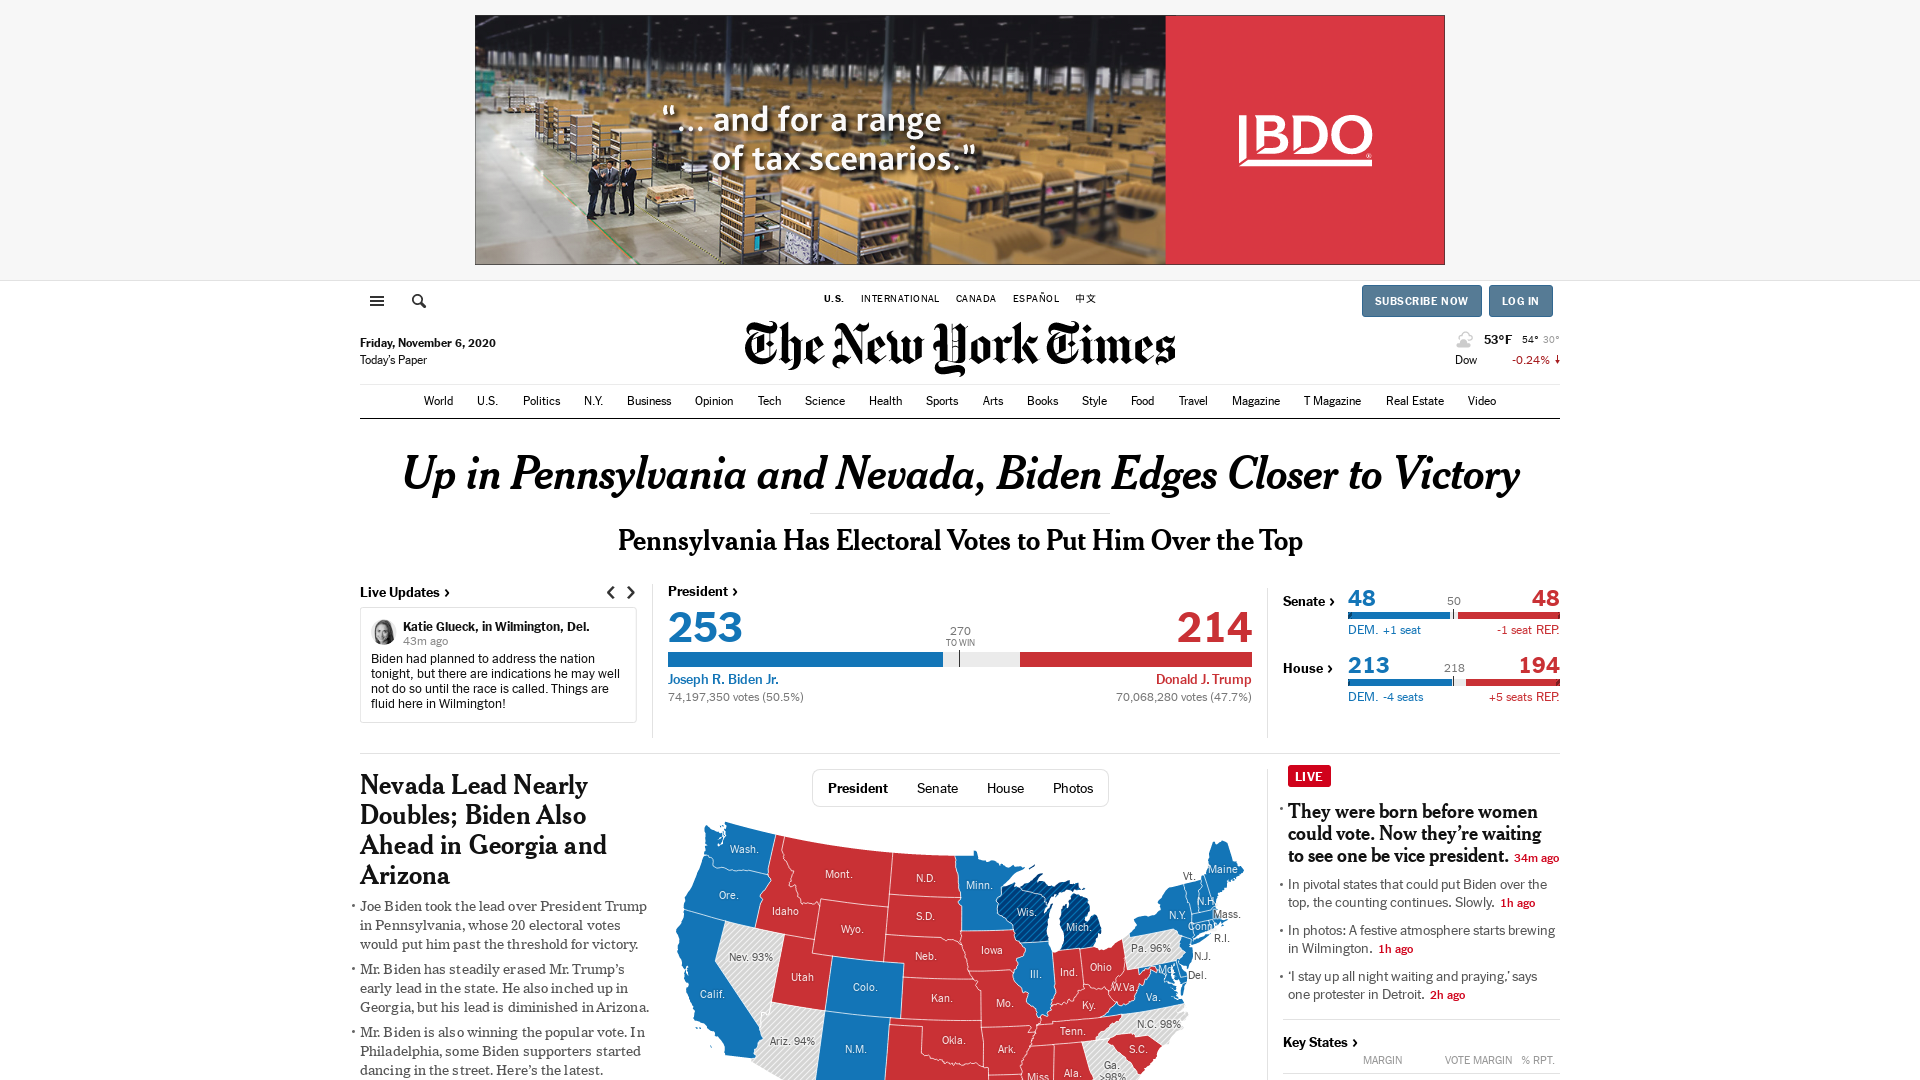 “... and for a range
of tax scenarios.”
BDO
U.S. INTERNATIONAL CANADA ESPAÑOL 中文
SUBSCRIBE NOW LOG IN
Friday, November 6, 2020
Today’s Paper
The New York Times
53°F 54° 30°
Dow -0.24%
World U.S. Politics N.Y. Business Opinion Tech Science Health Sports Arts Books Style Food Travel Magazine T Magazine Real Estate Video
Up in Pennsylvania and Nevada, Biden Edges Closer to Victory
Pennsylvania Has Electoral Votes to Put Him Over the Top
Live Updates ›
Katie Glueck, in Wilmington, Del.
43m ago
Biden had planned to address the nation
tonight, but there are indications he may well
not do so until the race is called. Things are
fluid here in Wilmington!
President ›
253 214
270
TO WIN
Joseph R. Biden Jr. Donald J. Trump
74,197,350 votes (50.5%) 70,068,280 votes (47.7%)
Senate › 48 50 48
DEM. +1 seat -1 seat REP.
House › 213 218 194
DEM. -4 seats +5 seats REP.
Nevada Lead Nearly
Doubles; Biden Also
Ahead in Georgia and
Arizona
• Joe Biden took the lead over President Trump
in Pennsylvania, whose 20 electoral votes
would put him past the threshold for victory.
• Mr. Biden has steadily erased Mr. Trump’s
early lead in the state. He also inched up in
Georgia, but his lead is diminished in Arizona.
• Mr. Biden is also winning the popular vote. In
Philadelphia, some Biden supporters started
dancing in the street. Here’s the latest.
President Senate House Photos
Wash.
Ore.
Calif.
Nev. 93%
Idaho
Mont.
Wyo.
Utah
Ariz. 94%
Colo.
N.M.
N.D.
S.D.
Neb.
Kan.
Okla.
Minn.
Iowa
Mo.
Ark.
Wis.
Ill.
Mich.
Ind.
Ohio
Ky.
Tenn.
Miss.
Ala.
Ga.
>98%
S.C.
N.C. 98%
Va.
W.Va.
Md.
Del.
Pa. 96%
N.J.
N.Y.
Conn.
R.I.
Mass.
Vt.
N.H.
Maine
LIVE
• They were born before women
could vote. Now they’re waiting
to see one be vice president. 34m ago
• In pivotal states that could put Biden over the
top, the counting continues. Slowly. 1h ago
• In photos: A festive atmosphere starts brewing
in Wilmington. 1h ago
• ‘I stay up all night waiting and praying,’ says
one protester in Detroit. 2h ago
Key States ›
MARGIN VOTE MARGIN % RPT.